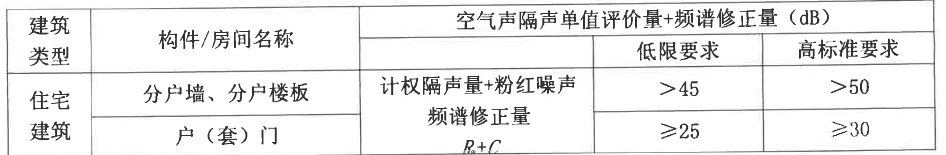 建筑类型 构件/房间名称 空气声隔声单值评价量+频谱修正量（dB）
低限要求 高标准要求
住宅建筑 分户墙、分户楼板 计权隔声量+粉红噪声 >45 >50
频谱修正量
户（套）门 ≥25 ≥30